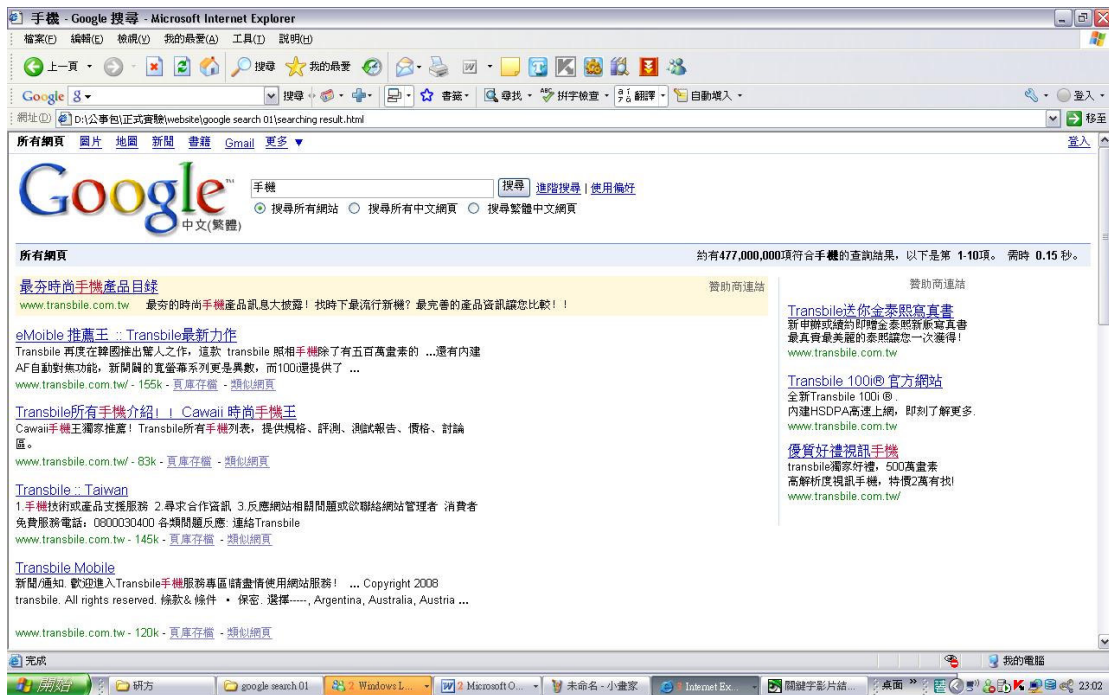 手機 - Google 搜尋 - Microsoft Internet Explorer
檔案(F) 編輯(E) 檢視(V) 我的最愛(A) 工具(T) 說明(H)
上一頁 搜尋 我的最愛
Google 搜尋 書籤 尋找 拼字檢查 翻譯 自動填入 登入
網址(D) D:\公事包\正式實驗\website\google search 01\searching result.html 移至
所有網頁 圖片 地圖 新聞 書籍 Gmail 更多 ▼ 登入
Google™ 手機 搜尋 進階搜尋 | 使用偏好
中文(繁體) 搜尋所有網站 搜尋所有中文網頁 搜尋繁體中文網頁
所有網頁 約有477,000,000項符合手機的查詢結果,以下是第 1-10項。 需時 0.15 秒。
最夯時尚手機產品目錄 贊助商連結
www.transbile.com.tw 最夯的時尚手機產品訊息大披露!找時下最流行新機?最完善的產品資訊讓您比較!!
eMoible 推薦王 :: Transbile最新力作
Transbile 再度在韓國推出驚人之作,這款 transbile 照相手機除了有五百萬畫素的 ...還有內建
AF自動對焦功能,新開闢的寬螢幕系列更是異數,而100i還提供了 ...
www.transbile.com.tw/ - 155k - 頁庫存檔 - 類似網頁
Transbile所有手機介紹!! Cawaii 時尚手機王
Cawaii手機王獨家推薦!Transbile所有手機列表,提供規格、評測、測試報告、價格、討論
區。
www.transbile.com.tw/ - 83k - 頁庫存檔 - 類似網頁
Transbile :: Taiwan
1.手機技術或產品支援服務 2.尋求合作資訊 3.反應網站相關問題或欲聯絡網站管理者 消費者
免費服務電話:0800030400 各類問題反應: 連絡Transbile
www.transbile.com.tw - 145k - 頁庫存檔 - 類似網頁
Transbile Mobile
新聞/通知. 歡迎進入Transbile手機服務專區!請盡情使用網站服務! ... Copyright 2008
transbile. All rights reserved. 條款& 條件 • 保密. 選擇-----, Argentina, Australia, Austria ...
www.transbile.com.tw - 120k - 頁庫存檔 - 類似網頁
贊助商連結
Transbile送你金泰熙寫真書
新申辦或續約即贈金泰熙新版寫真書
最真實最美麗的泰熙讓您一次獲得!
www.transbile.com.tw
Transbile 100i® 官方網站
全新Transbile 100i ® .
內建HSDPA高速上網,即刻了解更多.
www.transbile.com.tw
優質好禮視訊手機
transbile獨家好禮,500萬畫素
高解析度視訊手機,特價2萬有找!
www.transbile.com.tw/
完成 我的電腦
開始 研方 google search 01 2 Windows L... 2 Microsoft O... 未命名 - 小畫家 Internet Ex... 關鍵字影片結... 桌面 » 23:02